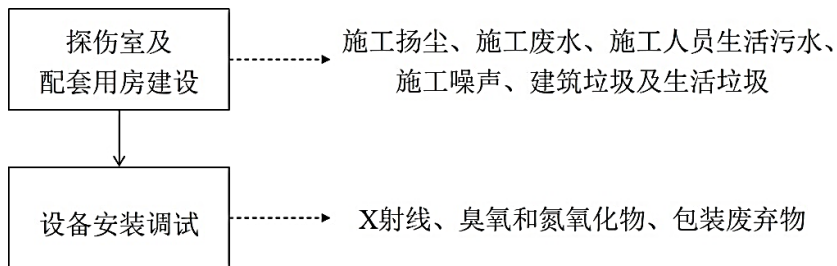 探伤室及
配套用房建设
施工扬尘、施工废水、施工人员生活污水、
施工噪声、建筑垃圾及生活垃圾
设备安装调试
X射线、臭氧和氮氧化物、包装废弃物